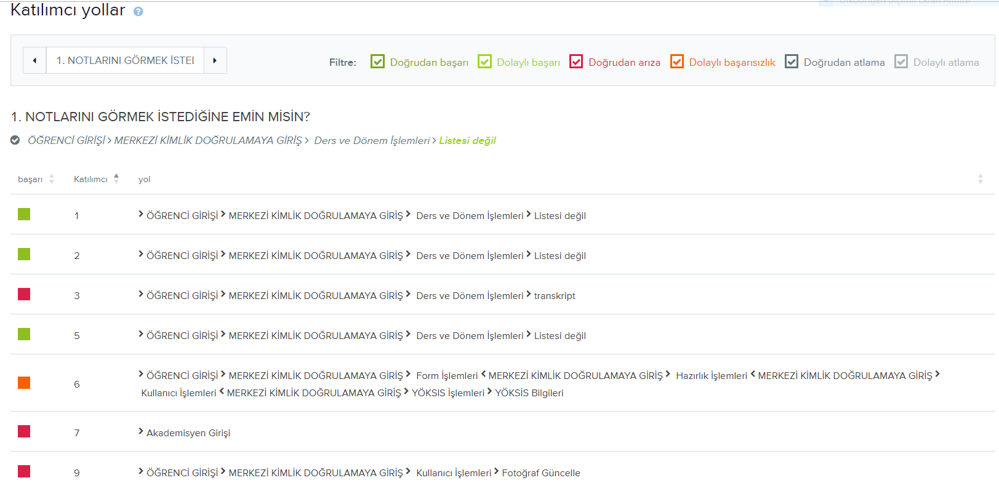 Katılımcı yollar ?
1. NOTLARINI GÖRMEK İSTEI
Filtre: Doğrudan başarı Dolaylı başarı Doğrudan arıza Dolaylı başarısızlık Doğrudan atlama Dolaylı atlama
1. NOTLARINI GÖRMEK İSTEDİĞİNE EMİN MİSİN?
ÖĞRENCİ GİRİŞİ > MERKEZİ KİMLİK DOĞRULAMAYA GİRİŞ > Ders ve Dönem İşlemleri > Listesi değil
başarı Katılımcı yol
1 > ÖĞRENCİ GİRİŞİ > MERKEZİ KİMLİK DOĞRULAMAYA GİRİŞ > Ders ve Dönem İşlemleri > Listesi değil
2 > ÖĞRENCİ GİRİŞİ > MERKEZİ KİMLİK DOĞRULAMAYA GİRİŞ > Ders ve Dönem İşlemleri > Listesi değil
3 > ÖĞRENCİ GİRİŞİ > MERKEZİ KİMLİK DOĞRULAMAYA GİRİŞ > Ders ve Dönem İşlemleri > transkript
5 > ÖĞRENCİ GİRİŞİ > MERKEZİ KİMLİK DOĞRULAMAYA GİRİŞ > Ders ve Dönem İşlemleri > Listesi değil
6 > ÖĞRENCİ GİRİŞİ > MERKEZİ KİMLİK DOĞRULAMAYA GİRİŞ > Form İşlemleri < MERKEZİ KİMLİK DOĞRULAMAYA GİRİŞ > Hazırlık İşlemleri < MERKEZİ KİMLİK DOĞRULAMAYA GİRİŞ >
Kullanıcı İşlemleri < MERKEZİ KİMLİK DOĞRULAMAYA GİRİŞ > YÖKSIS İşlemleri > YÖKSİS Bilgileri
7 > Akademisyen Girişi
9 > ÖĞRENCİ GİRİŞİ > MERKEZİ KİMLİK DOĞRULAMAYA GİRİŞ > Kullanıcı İşlemleri > Fotoğraf Güncelle